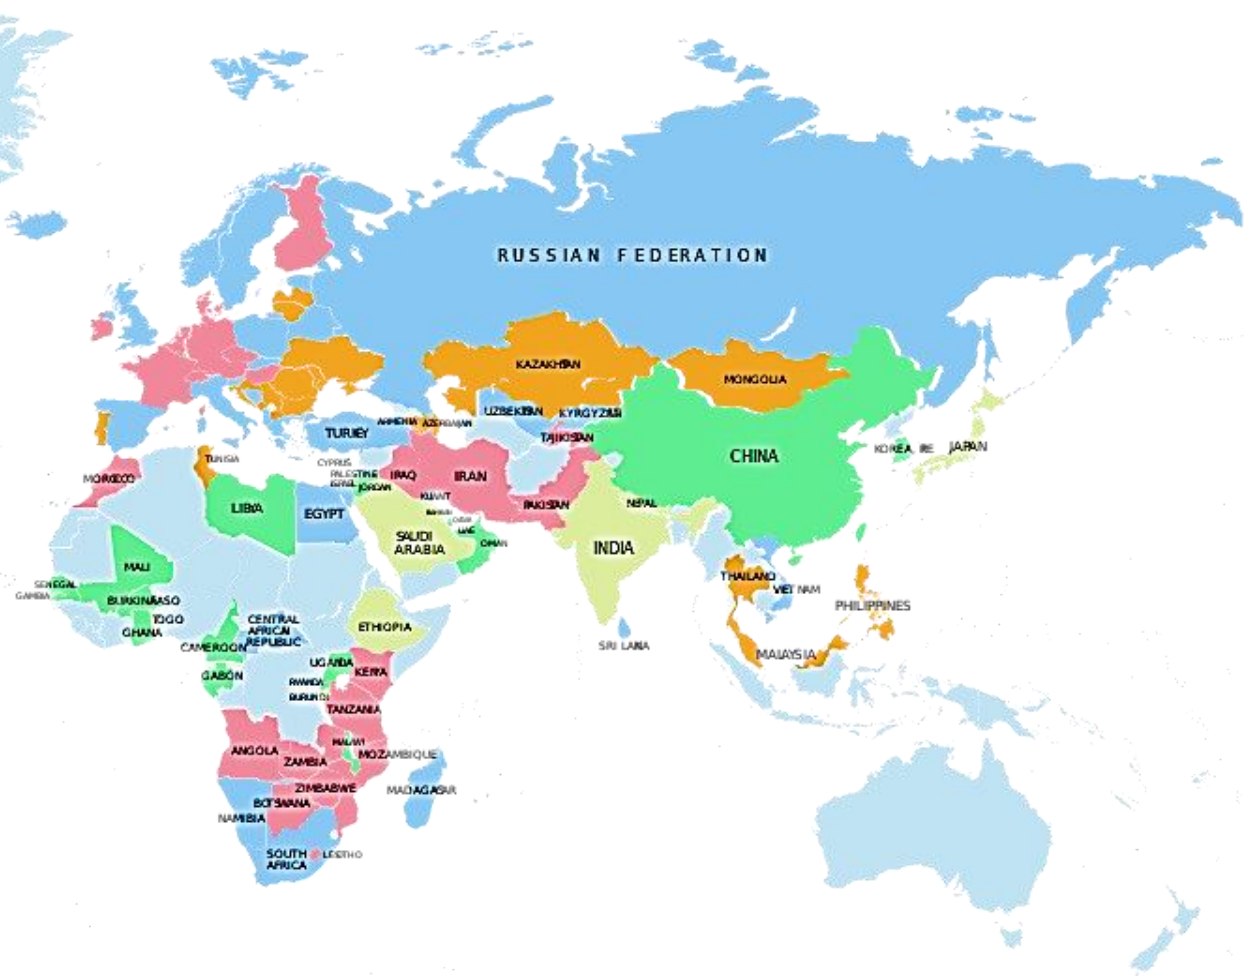 RUSSIAN FEDERATION
KAZAKHSTAN
MONGOLIA
UZBEKISTAN
KYRGYZSTAN
ARMENIA
AZERBAIJAN
TURKEY
TAJIKISTAN
CHINA
KOREA, RE
JAPAN
TUNISIA
CYPRUS
PALESTINE
ISRAEL
JORDAN
MOROCCO
IRAQ
IRAN
KUWAIT
PAKISTAN
NEPAL
LIBYA
EGYPT
BAHRAIN
QATAR
UAE
OMAN
SAUDI
ARABIA
INDIA
MALI
THAILAND
VIET NAM
SENEGAL
GAMBIA
BURKINA FASO
PHILIPPINES
TOGO
GHANA
CENTRAL
AFRICAN
REPUBLIC
ETHIOPIA
CAMEROON
SRI LANKA
MALAYSIA
UGANDA
KENYA
GABON
RWANDA
BURUNDI
TANZANIA
MALAWI
ANGOLA
ZAMBIA
MOZAMBIQUE
ZIMBABWE
MADAGASCAR
BOTSWANA
NAMIBIA
SOUTH
AFRICA
LESOTHO